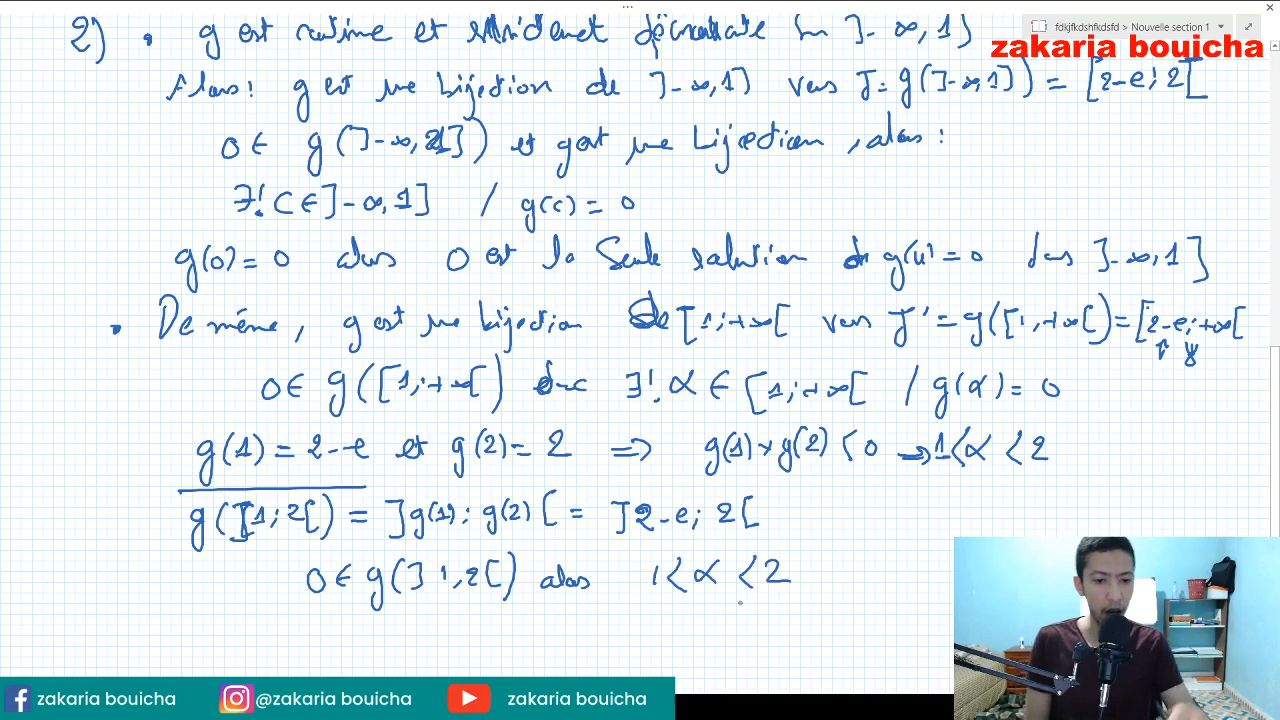 fdkjfkdshfkdsfd > Nouvelle section 1
zakaria boujcha
2) • g est continue et strictement décroissante sur ]-∞,1]
Alors: g est une bijection de ]-∞,1] vers J = g(]-∞,1]) = [2-e; 2[
0 ∈ g(]-∞,1]) et g est une bijection, alors:
∃! c ∈ ]-∞,1] / g(c) = 0
g(0) = 0 alors 0 est la seule solution de g(x) = 0 dans ]-∞,1]
• De même, g est une bijection de [1;+∞[ vers J' = g([1,+∞[) = [2-e;+∞[
0 ∈ g([1;+∞[) donc ∃! α ∈ [1;+∞[ / g(α) = 0
g(1) = 2-e et g(2) = 2 ⇒ g(1)×g(2) < 0 → 1 < α < 2
g(]1;2[) = ]g(1); g(2)[ = ]2-e; 2[
0 ∈ g(]1,2[) alors 1 < α < 2
zakaria bouicha @zakaria bouicha zakaria bouicha